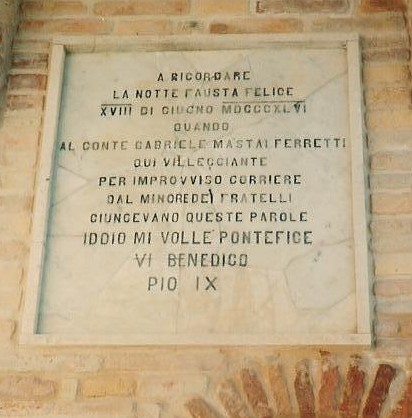 A RICORDARE
LA NOTTE FAUSTA FELICE
XVIII DI GIUGNO MDCCCXLVI
QUANDO
AL CONTE GABRIELE MASTAI FERRETTI
QUI VILLEGGIANTE
PER IMPROVVISO CORRIERE
DAL MINORE DEI FRATELLI
GIUNGEVANO QUESTE PAROLE
IDDIO MI VOLLE PONTEFICE
VI BENEDICO
PIO IX